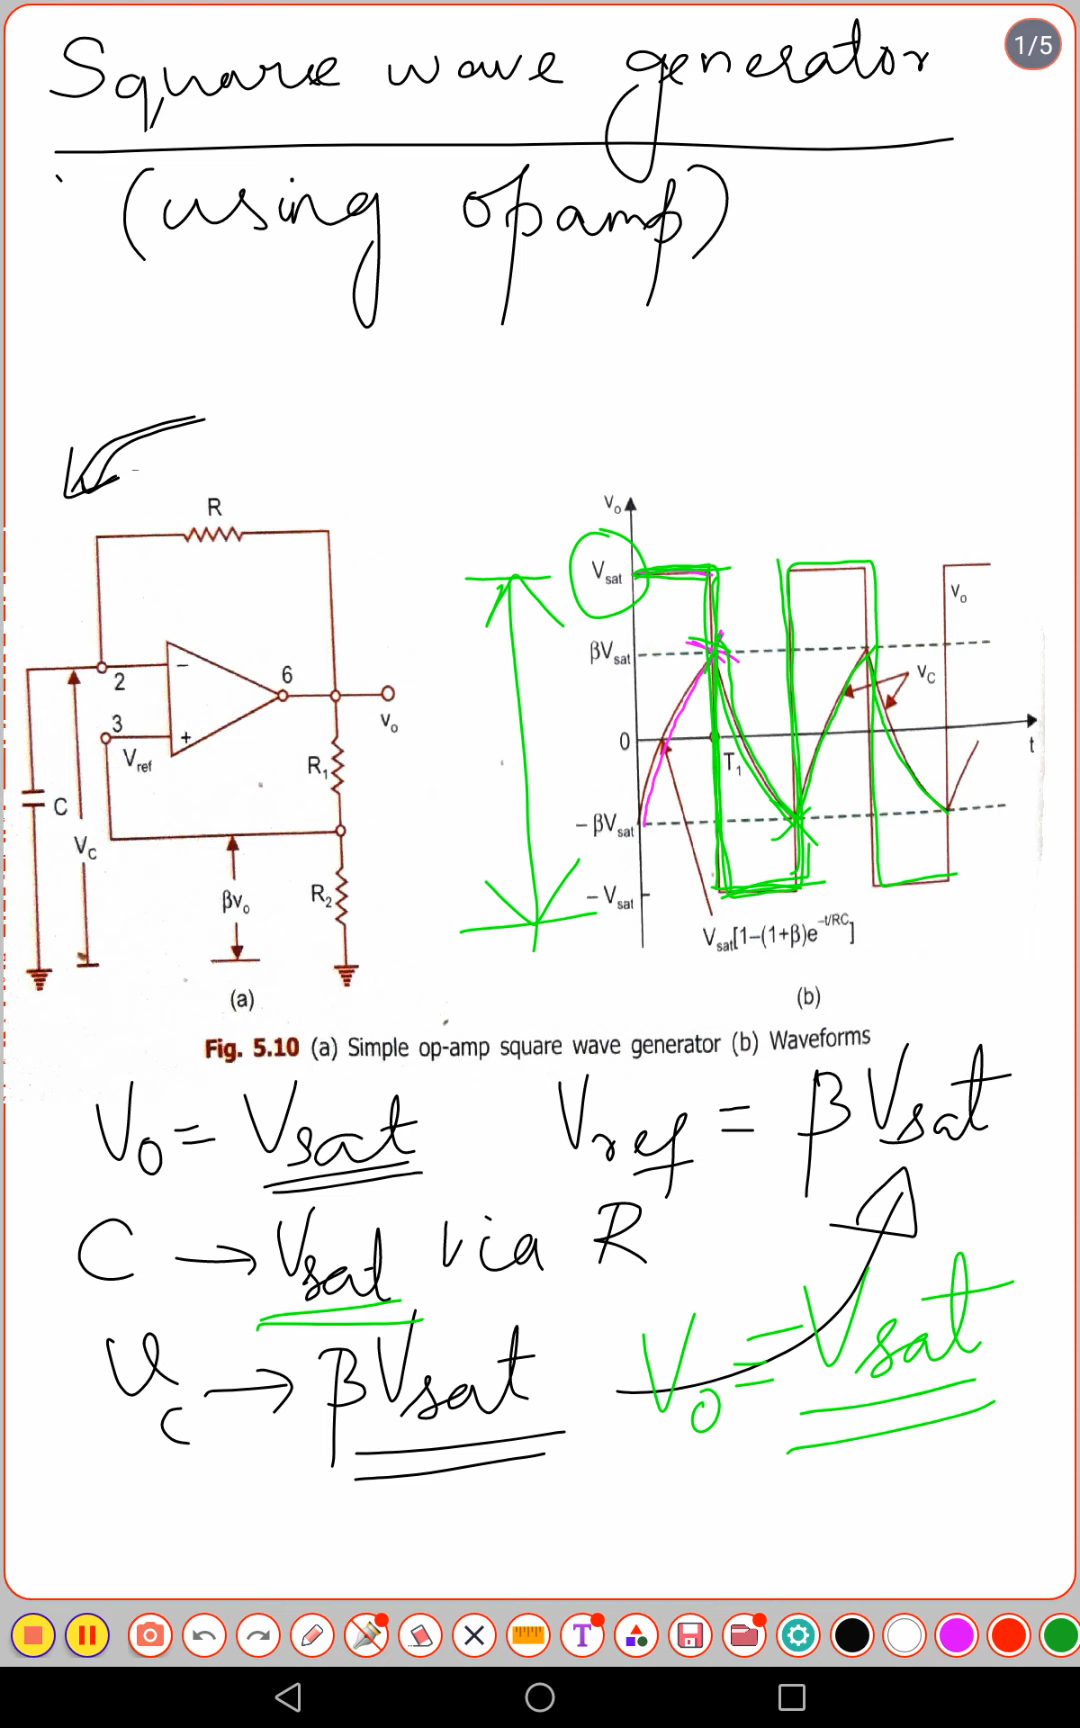 Square wave generator
1/5
(using opamp)
R
2
6
3
Vref
C
Vc
R1
R2
βvo
vo
(a)
Vo
Vsat
βVsat
0
-βVsat
-Vsat
T1
vo
vC
t
Vsat[1-(1+β)e-t/RC]
(b)
Fig. 5.10 (a) Simple op-amp square wave generator (b) Waveforms
Vo = Vsat Vref = βVsat
C → Vsat via R
Vc → βVsat Vo = Vsat
T